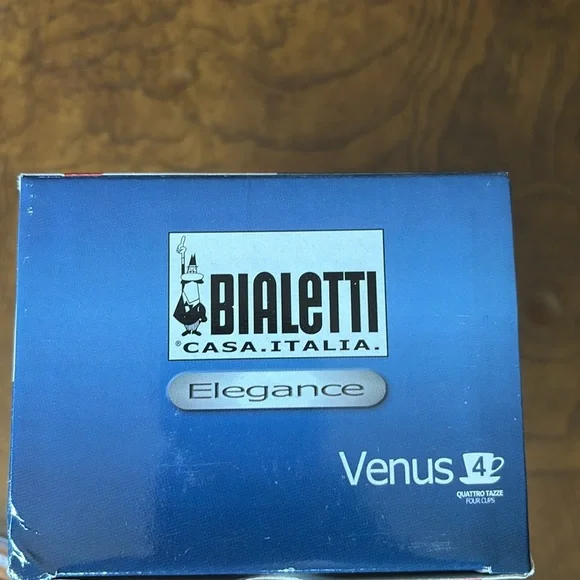 BIALETTI
®CASA.ITALIA.
Elegance
Venus 4
QUATTRO TAZZE
FOUR CUPS